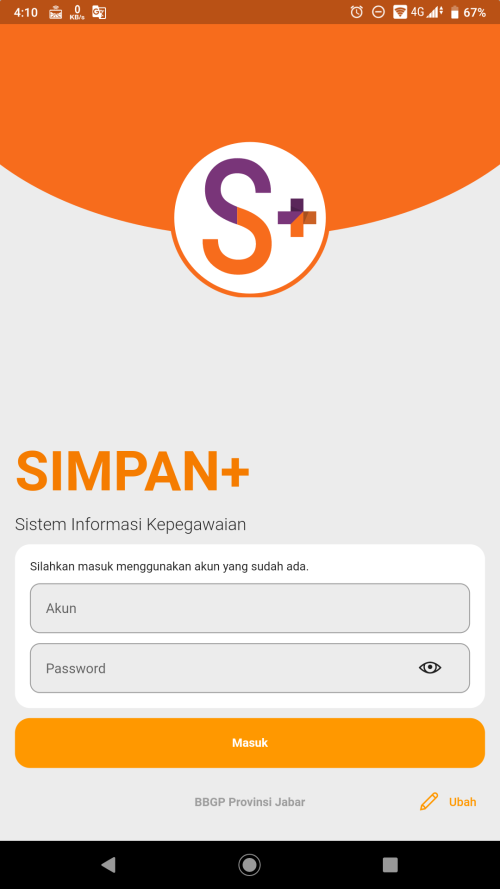 4:10 0 KB/s 4G 67%
S+
SIMPAN+
Sistem Informasi Kepegawaian
Silahkan masuk menggunakan akun yang sudah ada.
Akun
Password
Masuk
BBGP Provinsi Jabar Ubah